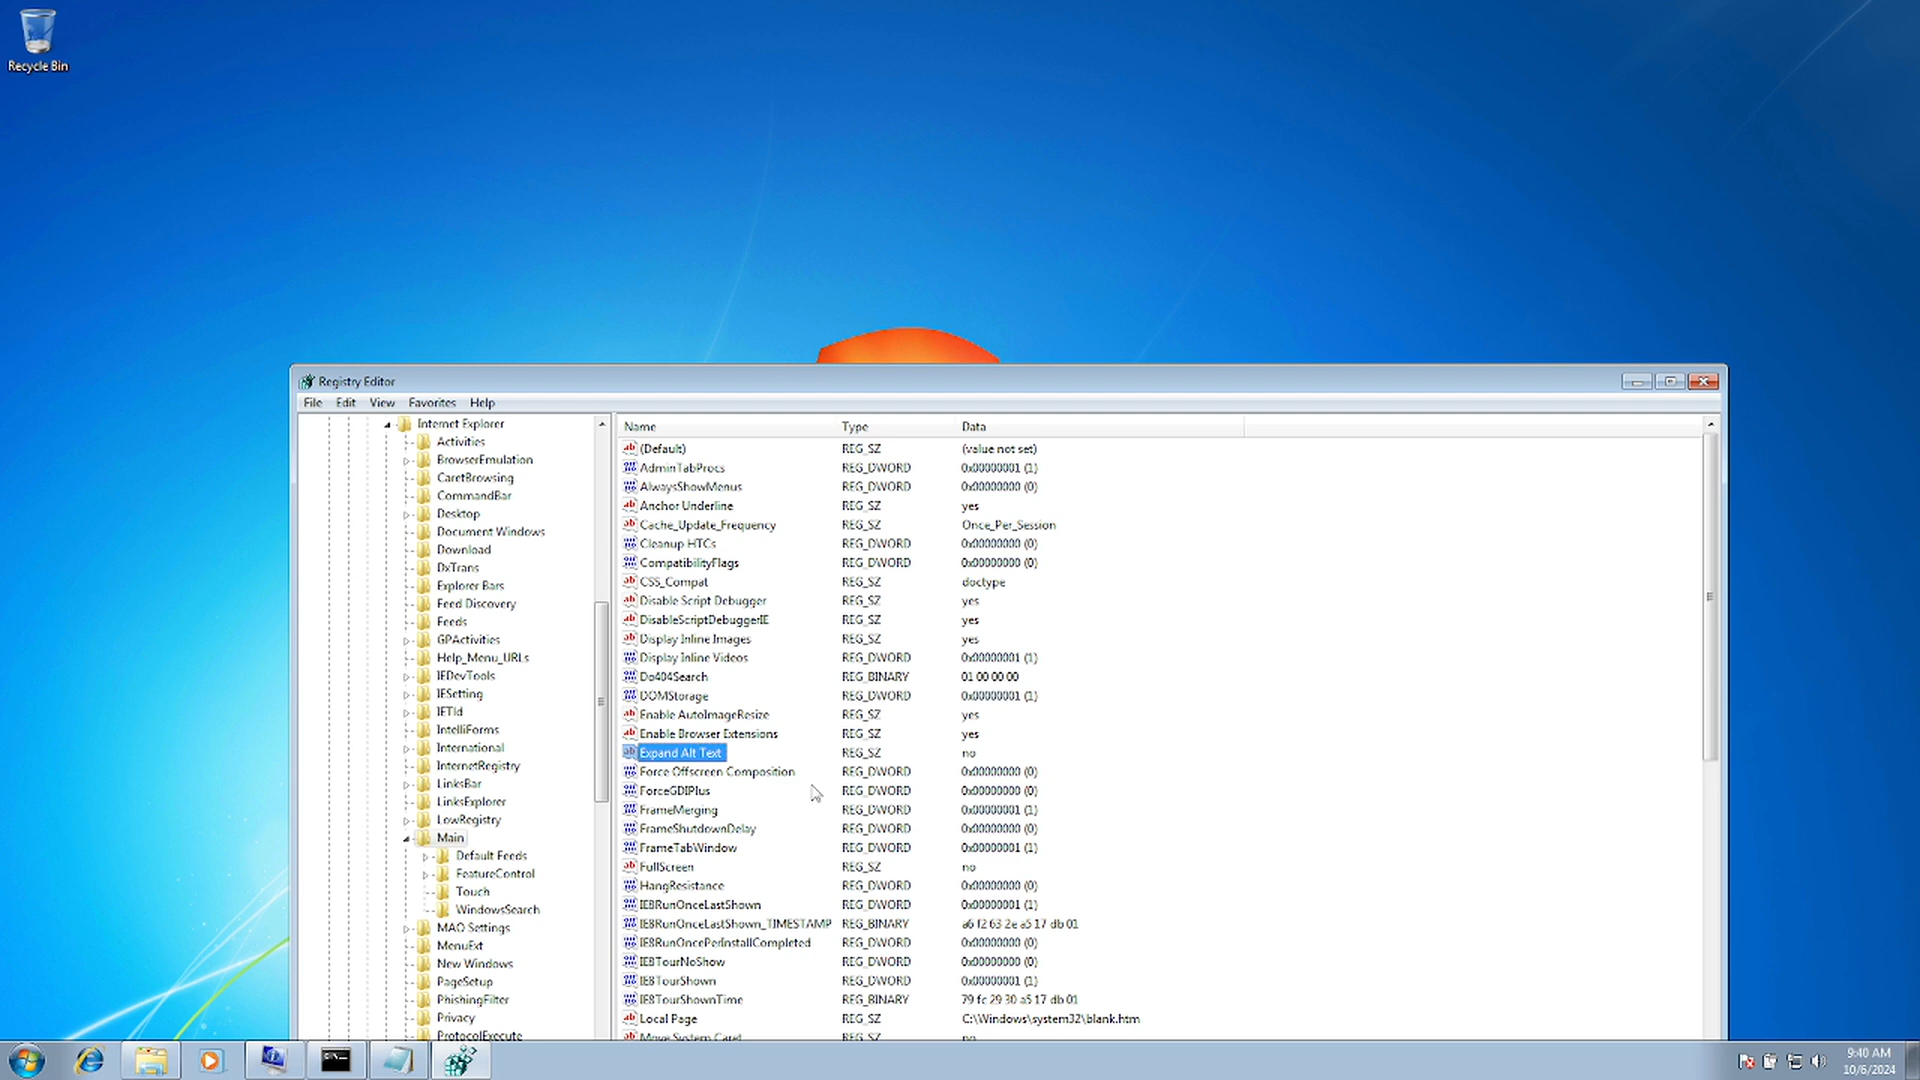 Recycle Bin
Registry Editor
File Edit View Favorites Help
Internet Explorer
Activities
BrowserEmulation
CaretBrowsing
CommandBar
Desktop
Document Windows
Download
DxTrans
Explorer Bars
Feed Discovery
Feeds
GPActivities
Help_Menu_URLs
IEDevTools
IESetting
IETld
IntelliForms
International
InternetRegistry
LinksBar
LinksExplorer
LowRegistry
Main
Default Feeds
FeatureControl
Touch
WindowsSearch
MAO Settings
MenuExt
New Windows
PageSetup
PhishingFilter
Privacy
ProtocolExecute
Name Type Data
(Default) REG_SZ (value not set)
AdminTabProcs REG_DWORD 0x00000001 (1)
AlwaysShowMenus REG_DWORD 0x00000000 (0)
Anchor Underline REG_SZ yes
Cache_Update_Frequency REG_SZ Once_Per_Session
Cleanup HTCs REG_DWORD 0x00000000 (0)
CompatibilityFlags REG_DWORD 0x00000000 (0)
CSS_Compat REG_SZ doctype
Disable Script Debugger REG_SZ yes
DisableScriptDebuggerIE REG_SZ yes
Display Inline Images REG_SZ yes
Display Inline Videos REG_DWORD 0x00000001 (1)
Do404Search REG_BINARY 01 00 00 00
DOMStorage REG_DWORD 0x00000001 (1)
Enable AutoImageResize REG_SZ yes
Enable Browser Extensions REG_SZ yes
Expand Alt Text REG_SZ no
Force Offscreen Composition REG_DWORD 0x00000000 (0)
ForceGDIPlus REG_DWORD 0x00000000 (0)
FrameMerging REG_DWORD 0x00000001 (1)
FrameShutdownDelay REG_DWORD 0x00000000 (0)
FrameTabWindow REG_DWORD 0x00000001 (1)
FullScreen REG_SZ no
HangResistance REG_DWORD 0x00000000 (0)
IE8RunOnceLastShown REG_DWORD 0x00000001 (1)
IE8RunOnceLastShown_TIMESTAMP REG_BINARY a6 f2 63 2e a5 17 db 01
IE8RunOncePerInstallCompleted REG_DWORD 0x00000000 (0)
IE8TourNoShow REG_DWORD 0x00000000 (0)
IE8TourShown REG_DWORD 0x00000001 (1)
IE8TourShownTime REG_BINARY 79 fc 29 30 a5 17 db 01
Local Page REG_SZ C:\Windows\system32\blank.htm
Move System Caret REG_SZ no
9:40 AM
10/6/2024